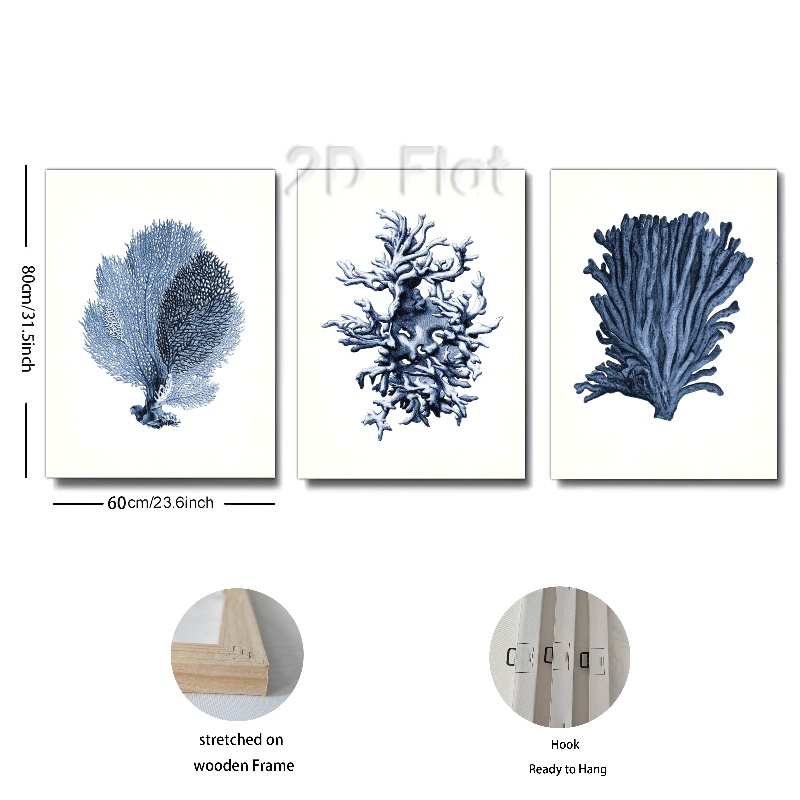 2D Flat
80cm/31.5inch
60cm/23.6inch
stretched on
wooden Frame
Hook
Ready to Hang